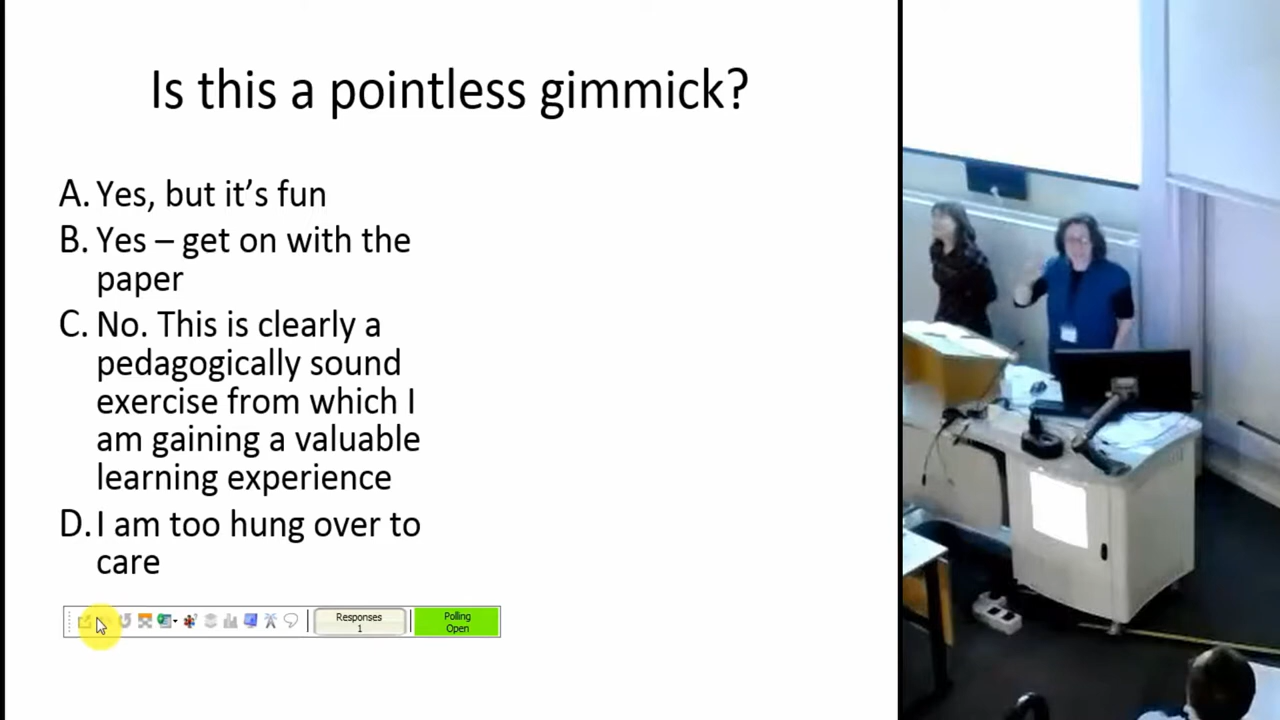 Is this a pointless gimmick?
A. Yes, but it’s fun
B. Yes – get on with the
paper
C. No. This is clearly a
pedagogically sound
exercise from which I
am gaining a valuable
learning experience
D. I am too hung over to
care
Responses
1
Polling
Open